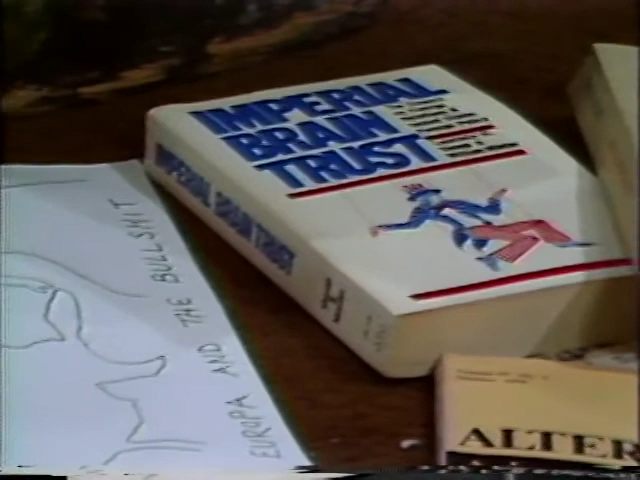 IMPERIAL
BRAIN
TRUST
IMPERIAL BRAIN TRUST
EUROPA AND THE BULLSHIT
ALTER